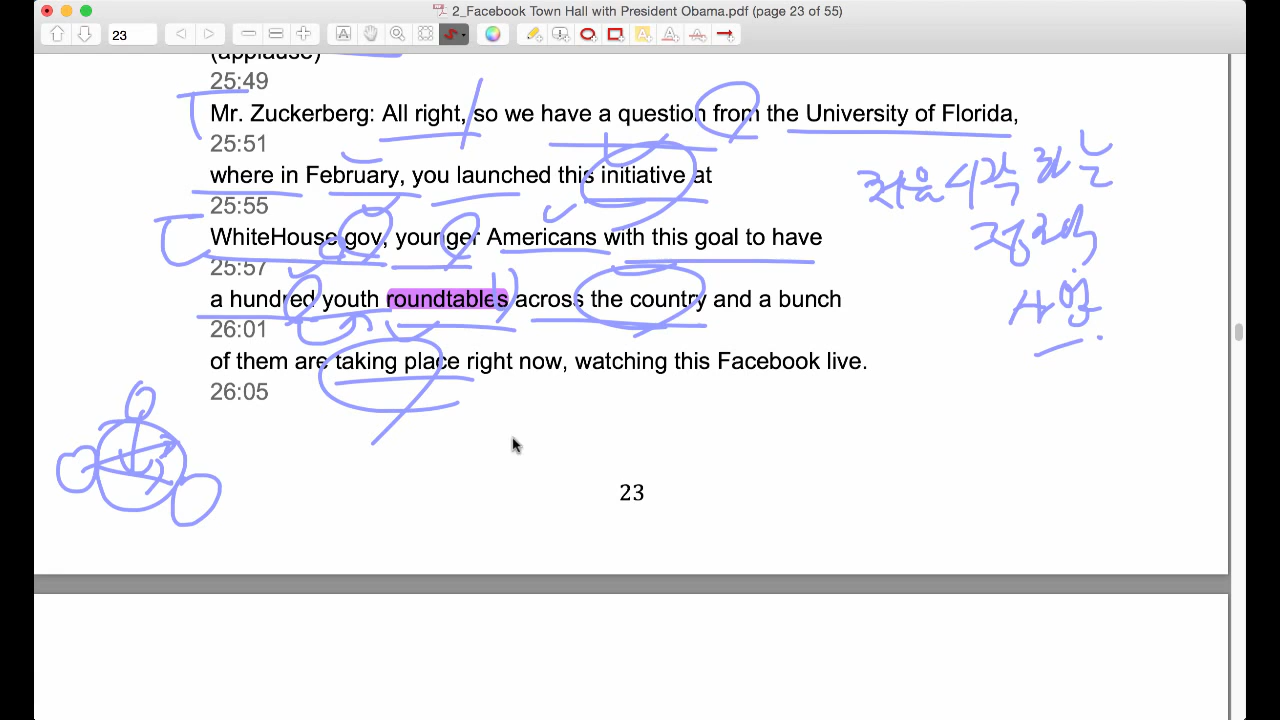 2_Facebook Town Hall with President Obama.pdf (page 23 of 55)
23
(applause)
25:49
Mr. Zuckerberg: All right, so we have a question from the University of Florida,
25:51
where in February, you launched this initiative at
25:55
WhiteHouse.gov, younger Americans with this goal to have
25:57
a hundred youth roundtables across the country and a bunch
26:01
of them are taking place right now, watching this Facebook live.
26:05
처음 시작 하는
23